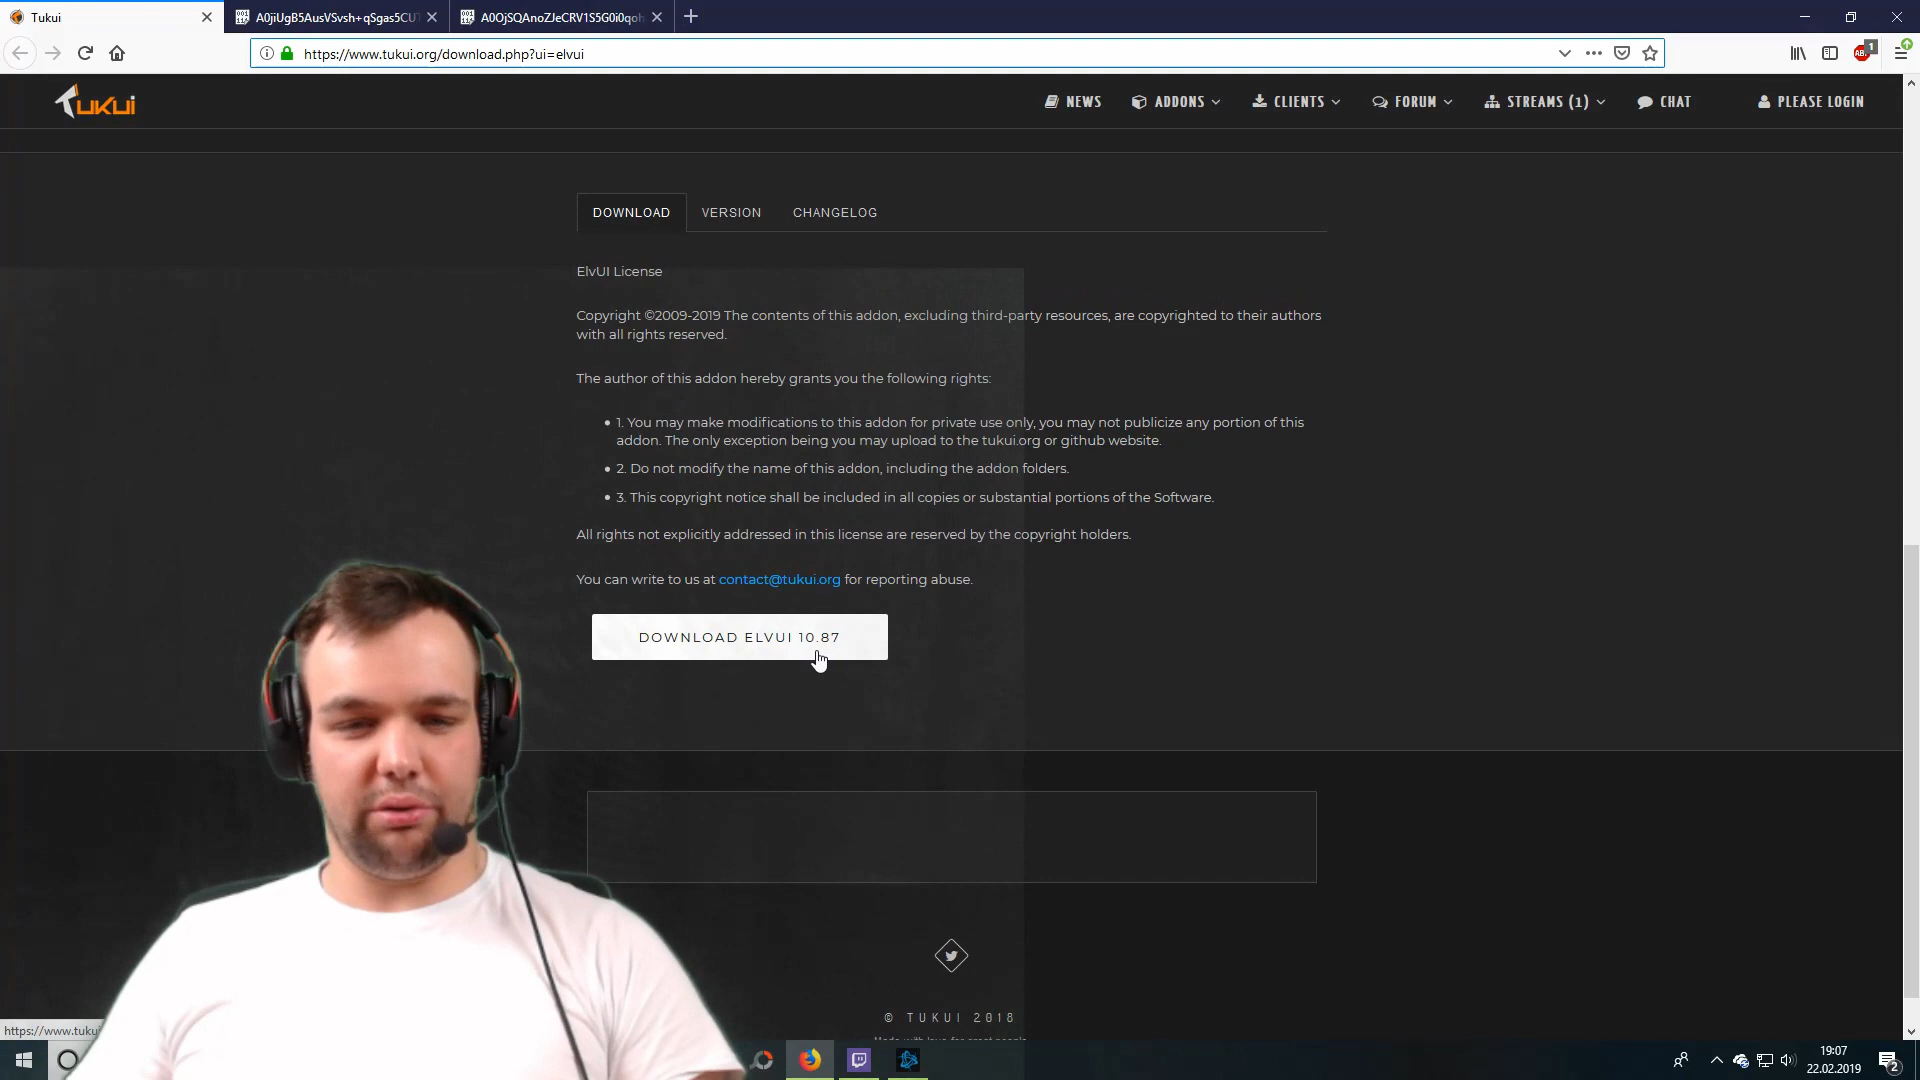 Tukui
A0jiUgB5AusVSvsh+qSgas5CU
A0OjSQAnoZJeCRV1S5G0i0qoh
https://www.tukui.org/download.php?ui=elvui
1
TUKUI
NEWS
ADDONS
CLIENTS
FORUM
STREAMS (1)
CHAT
PLEASE LOGIN
DOWNLOAD
VERSION
CHANGELOG
ElvUI License
Copyright ©2009-2019 The contents of this addon, excluding third-party resources, are copyrighted to their authors
with all rights reserved.
The author of this addon hereby grants you the following rights:
1. You may make modifications to this addon for private use only, you may not publicize any portion of this
addon. The only exception being you may upload to the tukui.org or github website.
2. Do not modify the name of this addon, including the addon folders.
3. This copyright notice shall be included in all copies or substantial portions of the Software.
All rights not explicitly addressed in this license are reserved by the copyright holders.
You can write to us at contact@tukui.org for reporting abuse.
DOWNLOAD ELVUI 10.87
© TUKUI 2018
https://www.tukui
19:07
22.02.2019
2